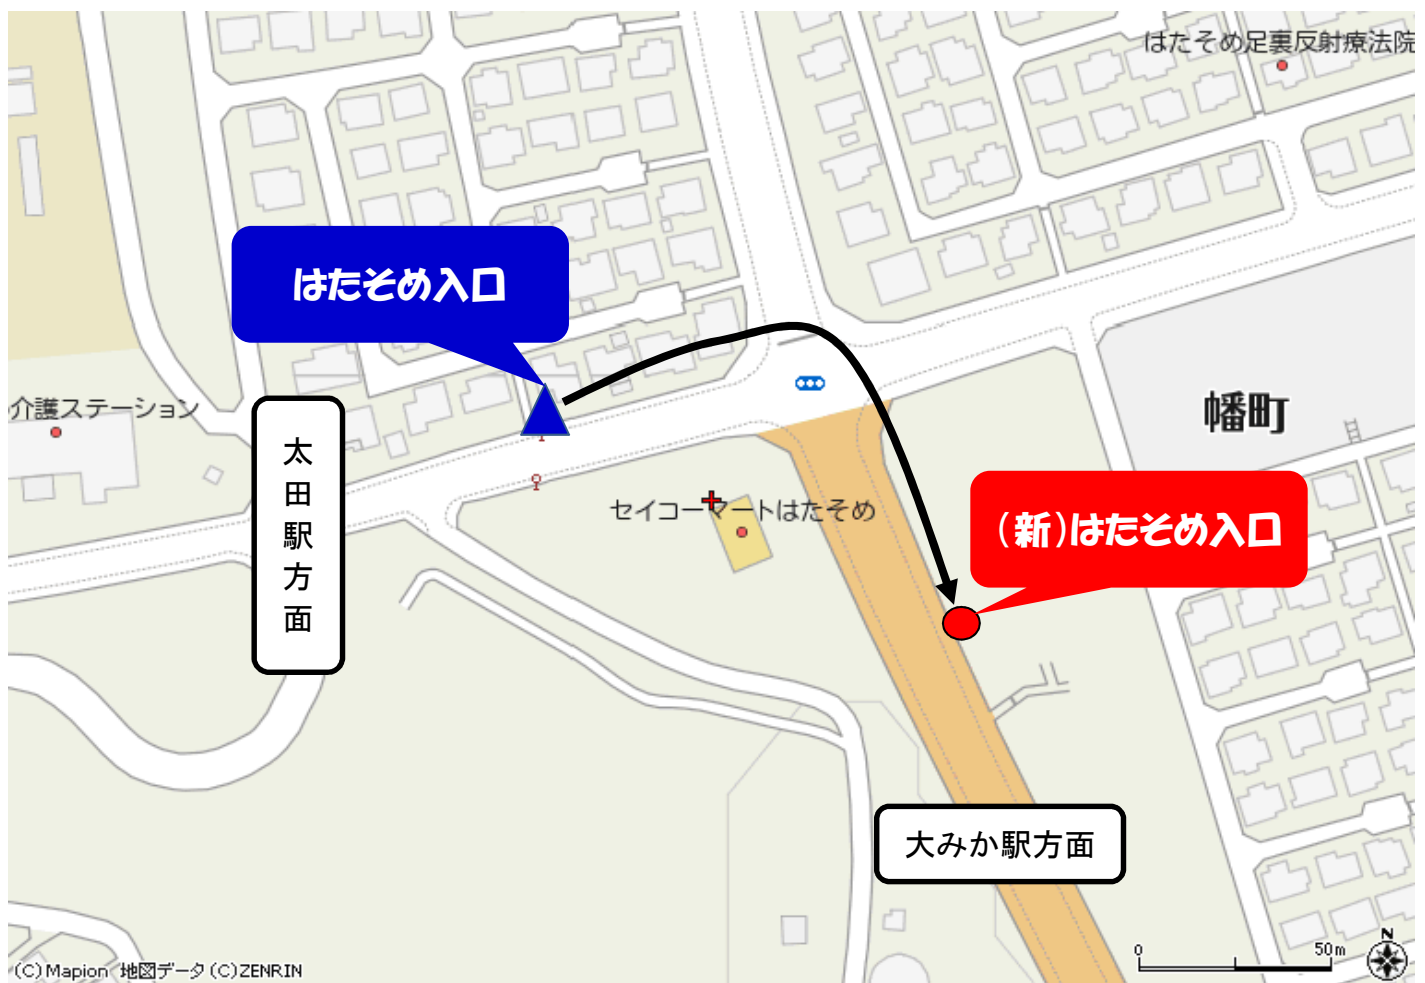 はたそめ足裏反射療法院
はたそめ入口
介護ステーション
幡町
太田駅方面
セイコーマートはたそめ
(新)はたそめ入口
大みか駅方面
0 50m
N
(C)Mapion 地図データ(C)ZENRIN